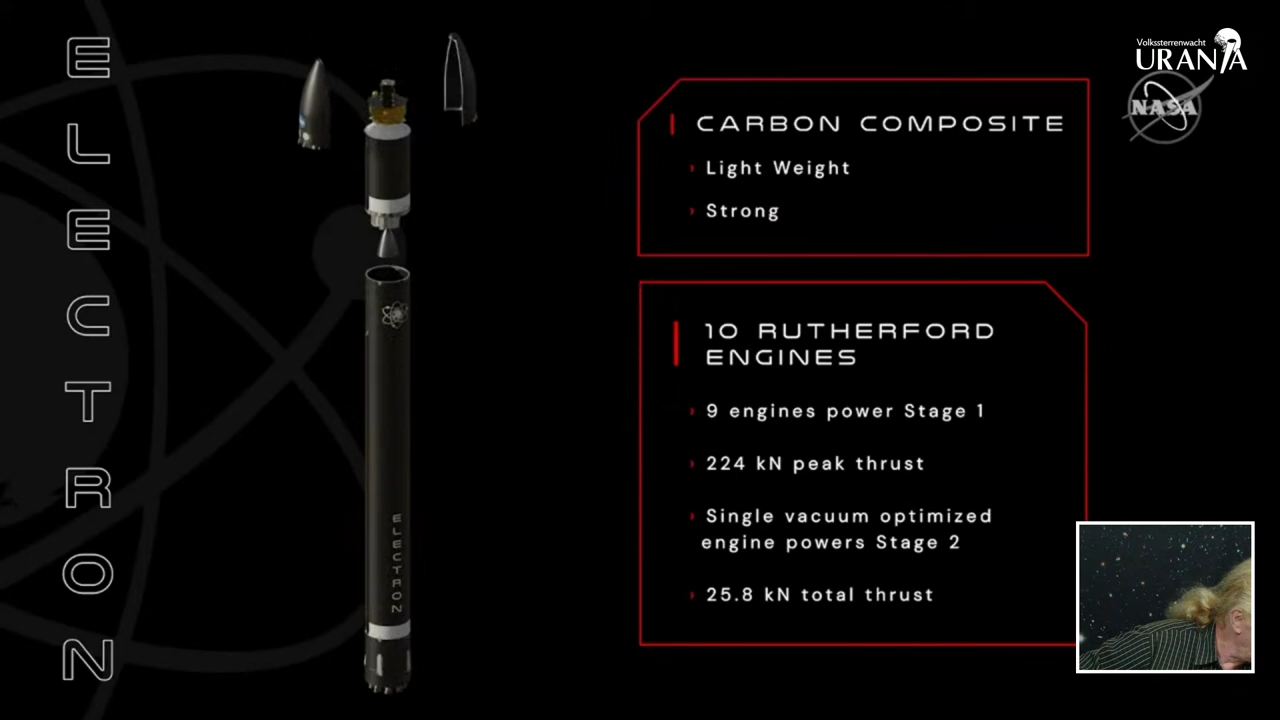 ELECTRON
Volkssterrenwacht
URANIA
NASA
CARBON COMPOSITE
Light Weight
Strong
10 RUTHERFORD
ENGINES
9 engines power Stage 1
224 kN peak thrust
Single vacuum optimized
engine powers Stage 2
25.8 kN total thrust
ELECTRON